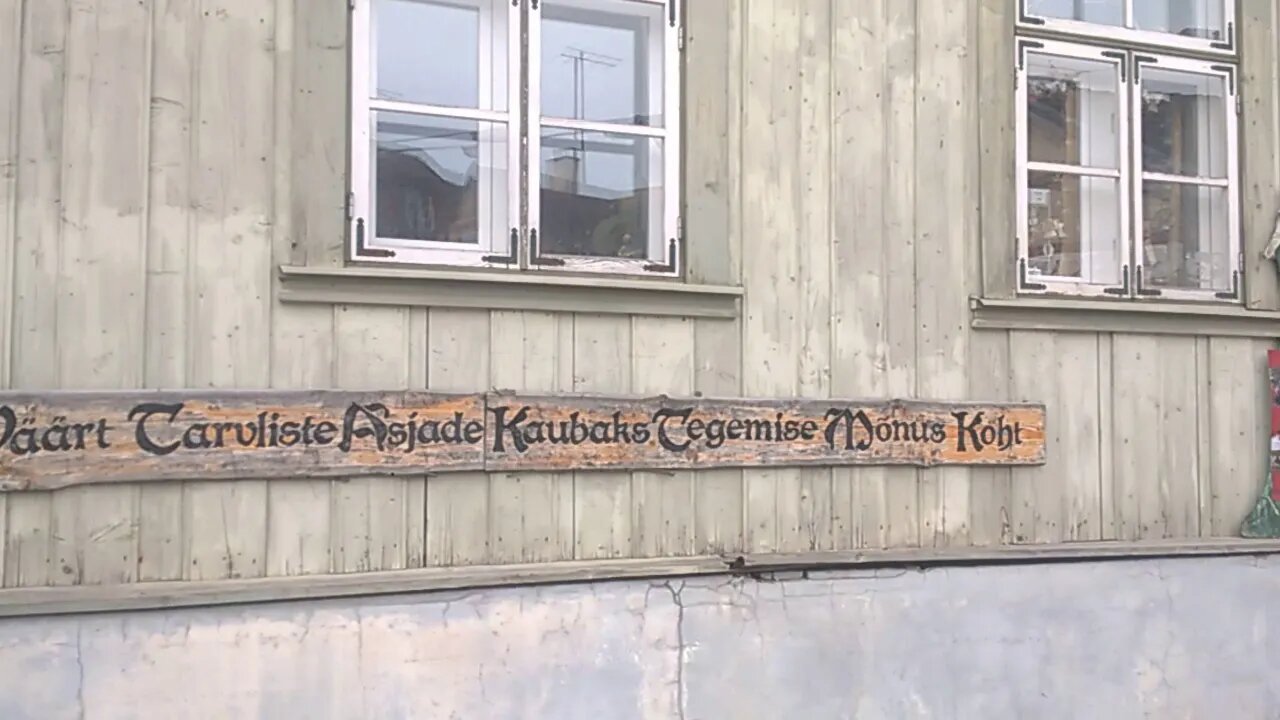 Väärt Tarvliste Asjade Kaubaks Tegemise Mõnus Koht